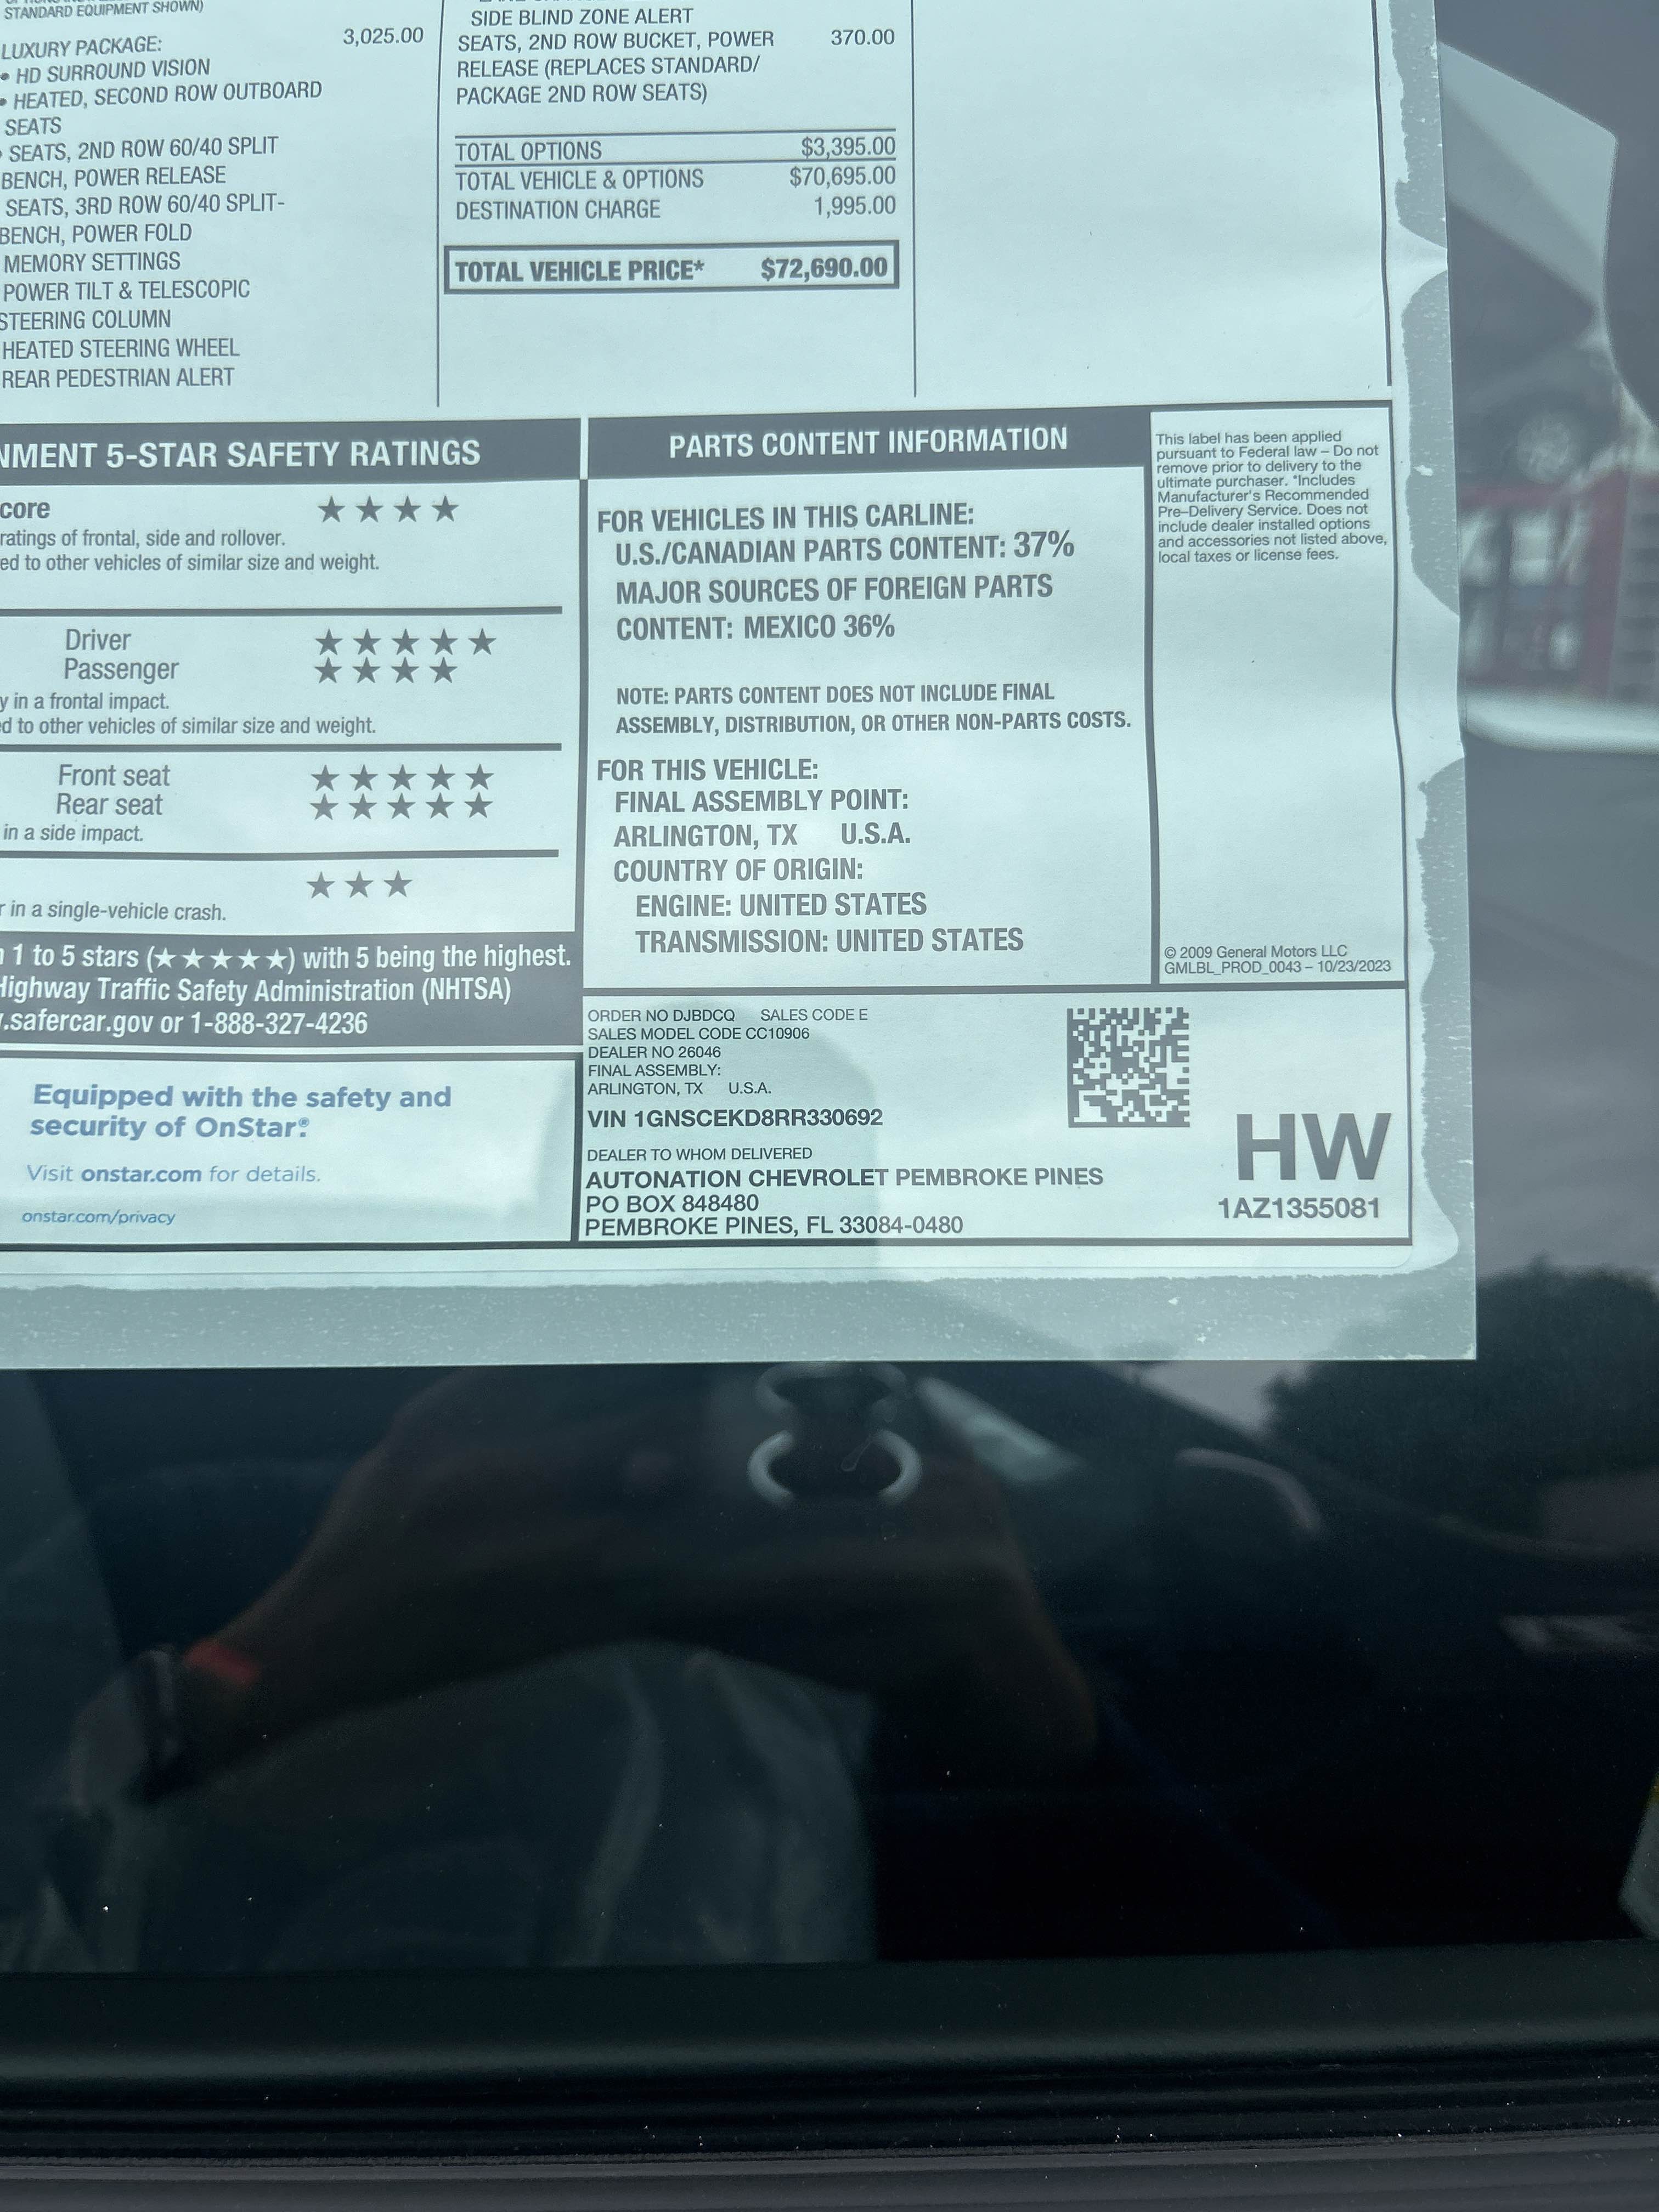 STANDARD EQUIPMENT SHOWN)
LUXURY PACKAGE: 3,025.00
• HD SURROUND VISION
• HEATED, SECOND ROW OUTBOARD
SEATS
• SEATS, 2ND ROW 60/40 SPLIT
BENCH, POWER RELEASE
SEATS, 3RD ROW 60/40 SPLIT-
BENCH, POWER FOLD
MEMORY SETTINGS
POWER TILT & TELESCOPIC
STEERING COLUMN
HEATED STEERING WHEEL
REAR PEDESTRIAN ALERT
SIDE BLIND ZONE ALERT
SEATS, 2ND ROW BUCKET, POWER 370.00
RELEASE (REPLACES STANDARD/
PACKAGE 2ND ROW SEATS)
TOTAL OPTIONS $3,395.00
TOTAL VEHICLE & OPTIONS $70,695.00
DESTINATION CHARGE 1,995.00
TOTAL VEHICLE PRICE* $72,690.00
NMENT 5-STAR SAFETY RATINGS
core ★★★★
ratings of frontal, side and rollover.
ed to other vehicles of similar size and weight.
Driver ★★★★★
Passenger ★★★★
y in a frontal impact.
d to other vehicles of similar size and weight.
Front seat ★★★★★
Rear seat ★★★★★
in a side impact.
★★★
r in a single-vehicle crash.
1 to 5 stars (★★★★★) with 5 being the highest.
Highway Traffic Safety Administration (NHTSA)
.safercar.gov or 1-888-327-4236
Equipped with the safety and
security of OnStar.®
Visit onstar.com for details.
onstar.com/privacy
PARTS CONTENT INFORMATION
FOR VEHICLES IN THIS CARLINE:
U.S./CANADIAN PARTS CONTENT: 37%
MAJOR SOURCES OF FOREIGN PARTS
CONTENT: MEXICO 36%
NOTE: PARTS CONTENT DOES NOT INCLUDE FINAL
ASSEMBLY, DISTRIBUTION, OR OTHER NON-PARTS COSTS.
FOR THIS VEHICLE:
FINAL ASSEMBLY POINT:
ARLINGTON, TX U.S.A.
COUNTRY OF ORIGIN:
ENGINE: UNITED STATES
TRANSMISSION: UNITED STATES
This label has been applied
pursuant to Federal law – Do not
remove prior to delivery to the
ultimate purchaser. *Includes
Manufacturer's Recommended
Pre–Delivery Service. Does not
include dealer installed options
and accessories not listed above,
local taxes or license fees.
© 2009 General Motors LLC
GMLBL_PROD_0043 – 10/23/2023
ORDER NO DJBDCQ SALES CODE E
SALES MODEL CODE CC10906
DEALER NO 26046
FINAL ASSEMBLY:
ARLINGTON, TX U.S.A.
VIN 1GNSCEKD8RR330692
DEALER TO WHOM DELIVERED
AUTONATION CHEVROLET PEMBROKE PINES
PO BOX 848480
PEMBROKE PINES, FL 33084-0480
HW
1AZ1355081